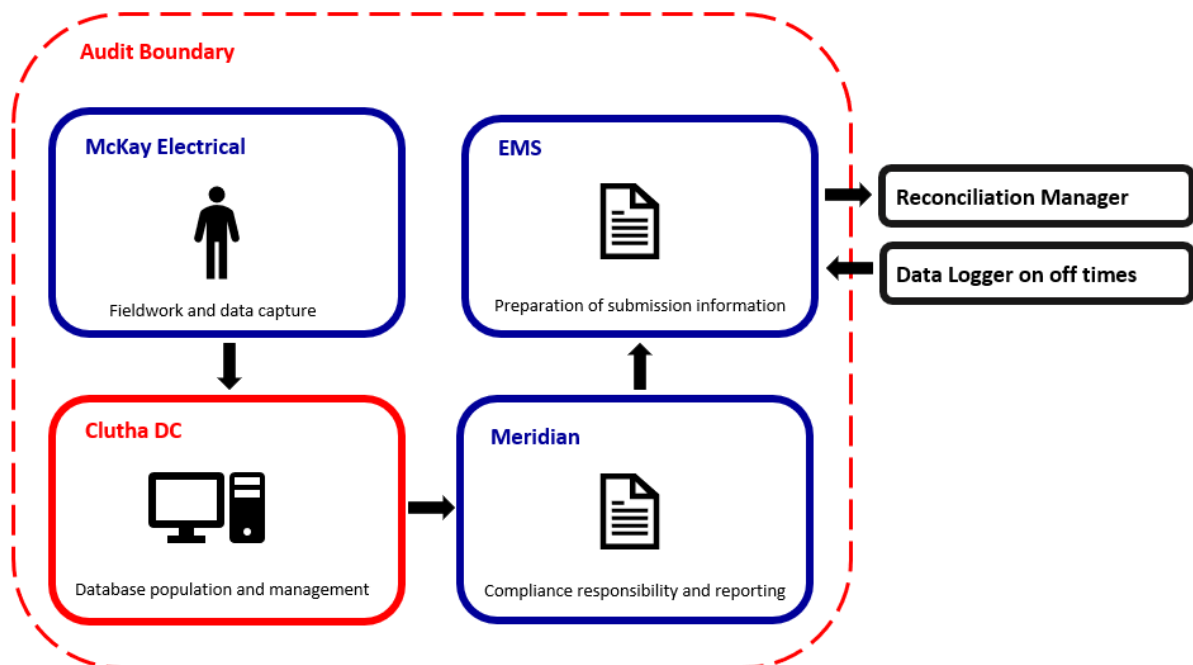 Audit Boundary
McKay Electrical
Fieldwork and data capture
EMS
Preparation of submission information
Reconciliation Manager
Data Logger on off times
Clutha DC
Database population and management
Meridian
Compliance responsibility and reporting